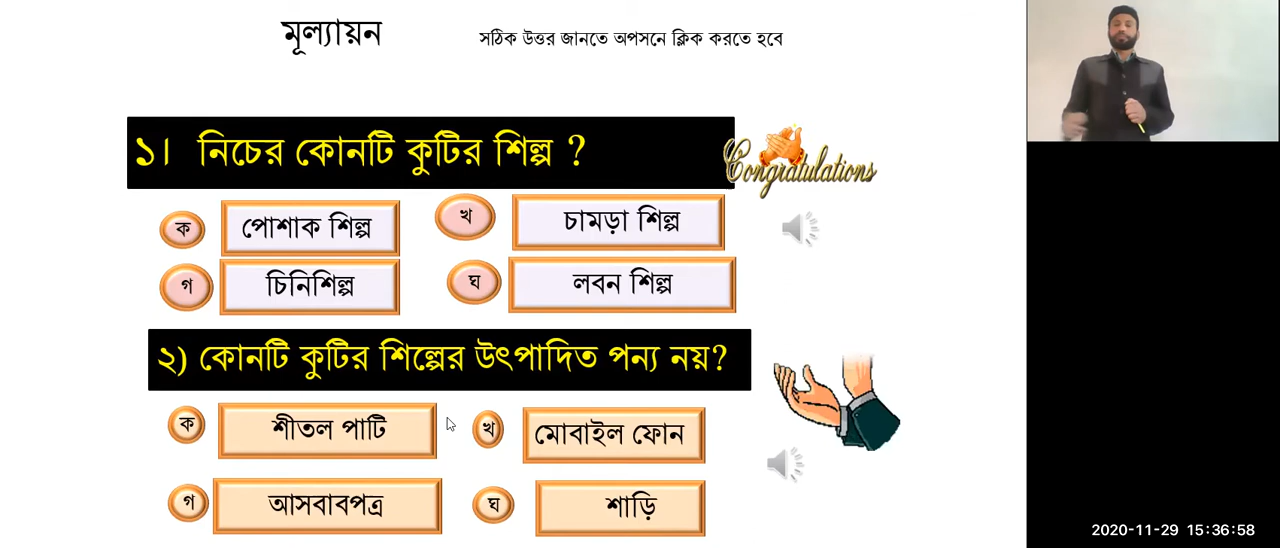 মূল্যায়ন
সঠিক উত্তর জানতে অপসনে ক্লিক করতে হবে
১। নিচের কোনটি কুটির শিল্প ?
Congratulations
ক পোশাক শিল্প
খ চামড়া শিল্প
গ চিনিশিল্প
ঘ লবন শিল্প
২) কোনটি কুটির শিল্পের উৎপাদিত পন্য নয়?
ক শীতল পাটি
খ মোবাইল ফোন
গ আসবাবপত্র
ঘ শাড়ি
2020-11-29 15:36:58